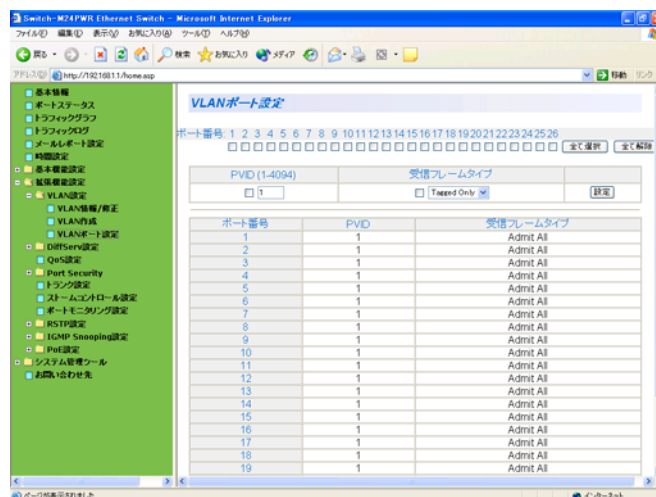 Switch-M24PWR Ethernet Switch - Microsoft Internet Explorer
ファイル(F) 編集(E) 表示(V) お気に入り(A) ツール(T) ヘルプ(H)
戻る 検索 お気に入り メディア
アドレス(D) http://192.168.1.1/home.asp 移動 リンク
基本情報
ポートステータス
トラフィックグラフ
トラフィックログ
メールレポート設定
時間設定
基本機能設定
拡張機能設定
VLAN設定
VLAN情報/修正
VLAN作成
VLANポート設定
DiffServ設定
QoS設定
Port Security
トランク設定
ストームコントロール設定
ポートモニタリング設定
RSTP設定
IGMP Snooping設定
PoE設定
システム管理ツール
お問い合わせ先
VLANポート設定
ポート番号: 1 2 3 4 5 6 7 8 9 10 11 12 13 14 15 16 17 18 19 20 21 22 23 24 25 26
全て選択 全て解除
PVID (1-4094) 受信フレームタイプ
1 Tagged Only 設定
ポート番号 PVID 受信フレームタイプ
1 1 Admit All
2 1 Admit All
3 1 Admit All
4 1 Admit All
5 1 Admit All
6 1 Admit All
7 1 Admit All
8 1 Admit All
9 1 Admit All
10 1 Admit All
11 1 Admit All
12 1 Admit All
13 1 Admit All
14 1 Admit All
15 1 Admit All
16 1 Admit All
17 1 Admit All
18 1 Admit All
19 1 Admit All
ページが表示されました インターネット